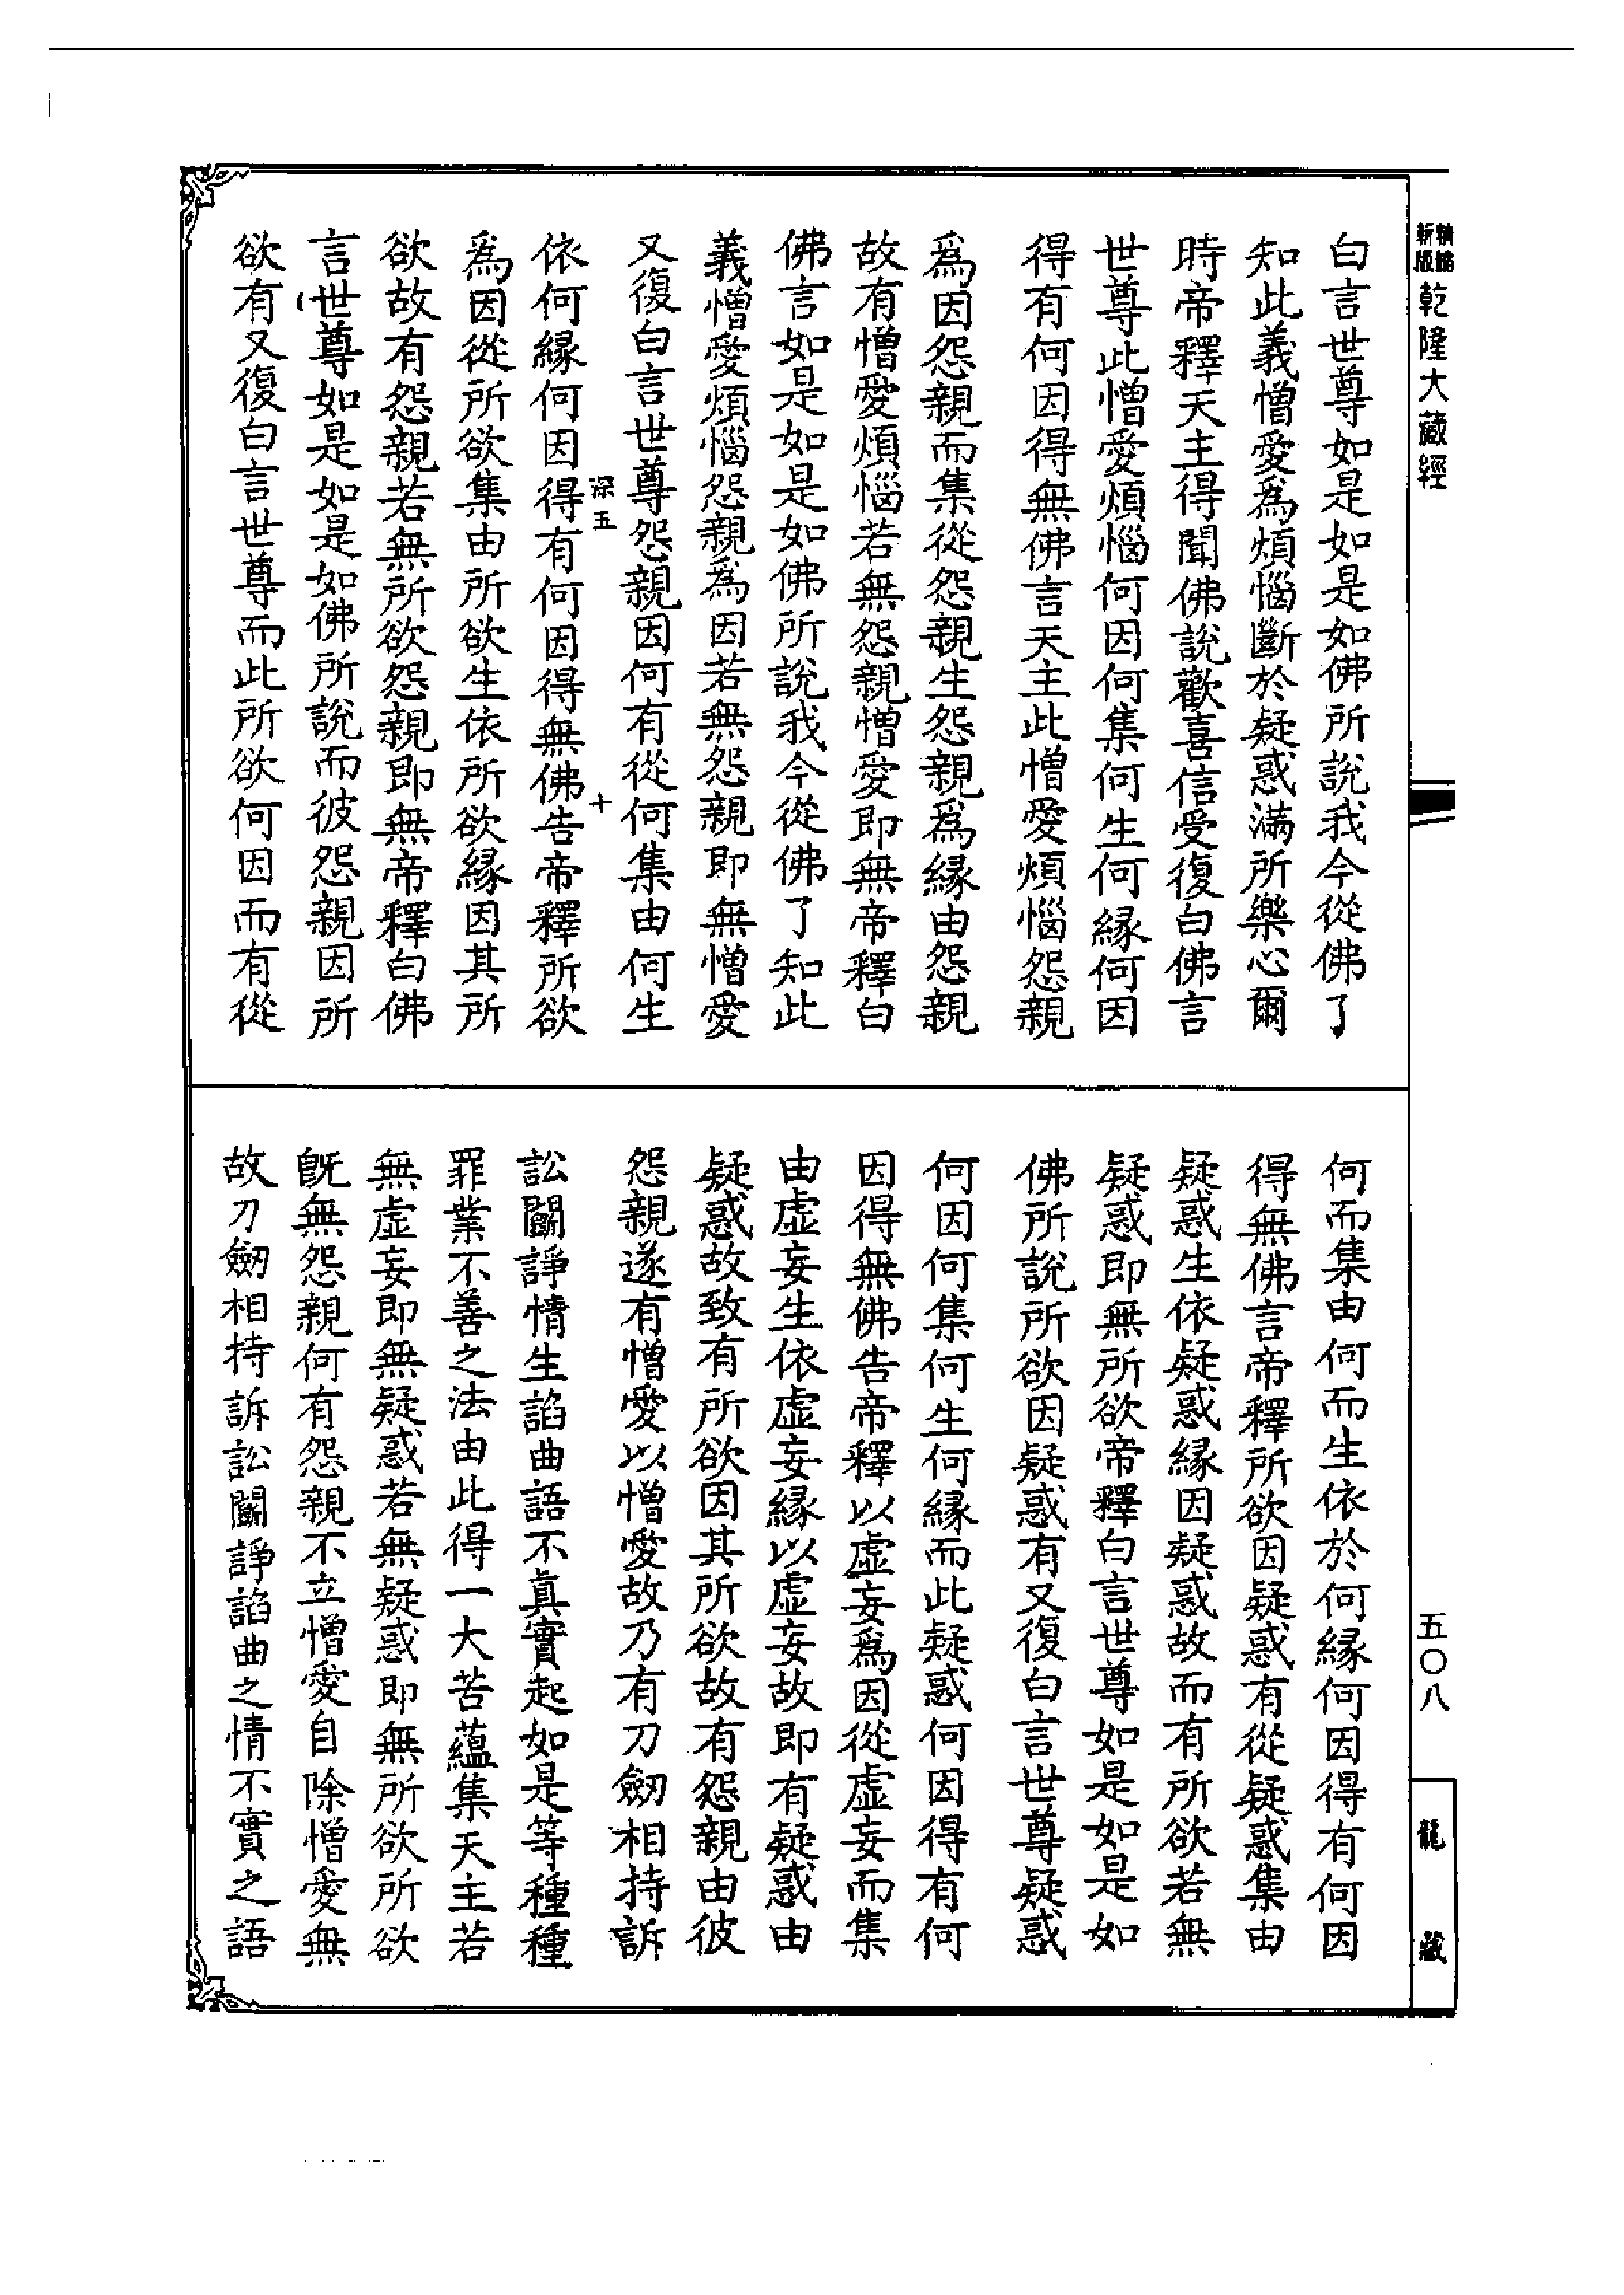 新版精縮乾隆大藏經
白言世尊如是如是如佛所說我今從佛了
知此義憎愛爲煩惱斷於疑惑滿所樂心爾
時帝釋天主得聞佛說歡喜信受復白佛言
世尊此憎愛煩惱何因何集何生何縁何因
得有何因得無佛言天主此憎愛煩惱怨親
爲因怨親而集從怨親生怨親爲縁由怨親
故有憎愛煩惱若無怨親憎愛即無帝釋白
佛言如是如是如佛所說我今從佛了知此
義憎愛煩惱怨親爲因若無怨親即無憎愛
又復白言世尊怨親因何有從何集由何生
深五
十
依何縁何因得有何因得無佛告帝釋所欲
爲因從所欲集由所欲生依所欲縁因其所
欲故有怨親若無所欲怨親即無帝釋白佛
言世尊如是如是如佛所說而彼怨親因所
欲有又復白言世尊而此所欲何因而有從
何而集由何而生依於何縁何因得有何因
得無佛言帝釋所欲因疑惑有從疑惑集由
疑惑生依疑惑縁因疑惑故而有所欲若無
疑惑即無所欲帝釋白言世尊如是如是如
佛所說所欲因疑惑有又復白言世尊疑惑
何因何集何生何縁而此疑惑何因得有何
因得無佛告帝釋以虛妄爲因從虛妄而集
由虛妄生依虛妄縁以虛妄故即有疑惑由
疑惑故致有所欲因其所欲故有怨親由彼
怨親遂有憎愛以憎愛故乃有刀劒相持訴
訟鬬諍情生諂曲語不真實起如是等種種
罪業不善之法由此得一大苦蘊集天主若
無虛妄即無疑惑若無疑惑即無所欲所欲
旣無怨親何有怨親不立憎愛自除憎愛無
故刀劒相持訴訟鬬諍諂曲之情不實之語
五〇八
龍藏